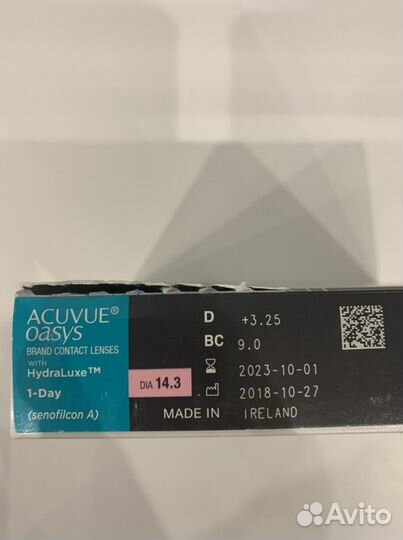 ACUVUE®
oasys
BRAND CONTACT LENSES
WITH
HydraLuxe™
1-Day
(senofilcon A)
DIA 14.3
D +3.25
BC 9.0
2023-10-01
2018-10-27
MADE IN IRELAND
Avito